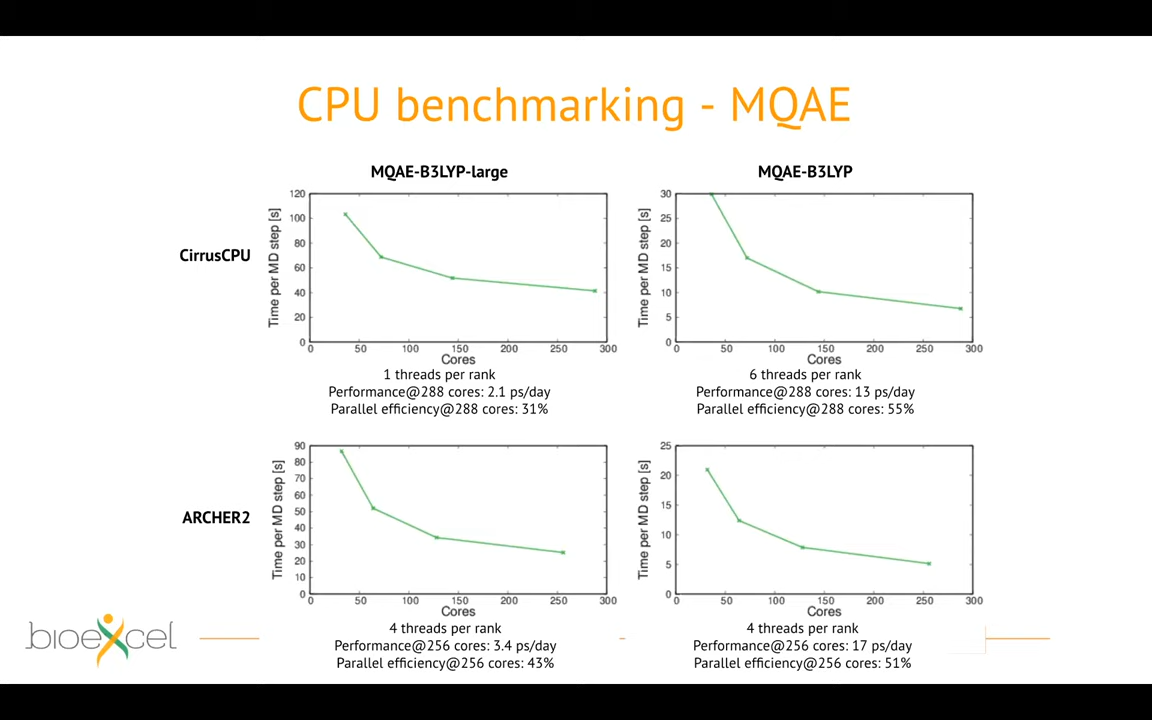 CPU benchmarking - MQAE
MQAE-B3LYP-large
MQAE-B3LYP
CirrusCPU
Time per MD step [s]
120
100
80
60
40
20
0
0 50 100 150 200 250 300
Cores
1 threads per rank
Performance@288 cores: 2.1 ps/day
Parallel efficiency@288 cores: 31%
Time per MD step [s]
30
25
20
15
10
5
0
0 50 100 150 200 250 300
Cores
6 threads per rank
Performance@288 cores: 13 ps/day
Parallel efficiency@288 cores: 55%
ARCHER2
Time per MD step [s]
90
80
70
60
50
40
30
20
10
0
0 50 100 150 200 250 300
Cores
4 threads per rank
Performance@256 cores: 3.4 ps/day
Parallel efficiency@256 cores: 43%
Time per MD step [s]
25
20
15
10
5
0
0 50 100 150 200 250 300
Cores
4 threads per rank
Performance@256 cores: 17 ps/day
Parallel efficiency@256 cores: 51%
bioexcel